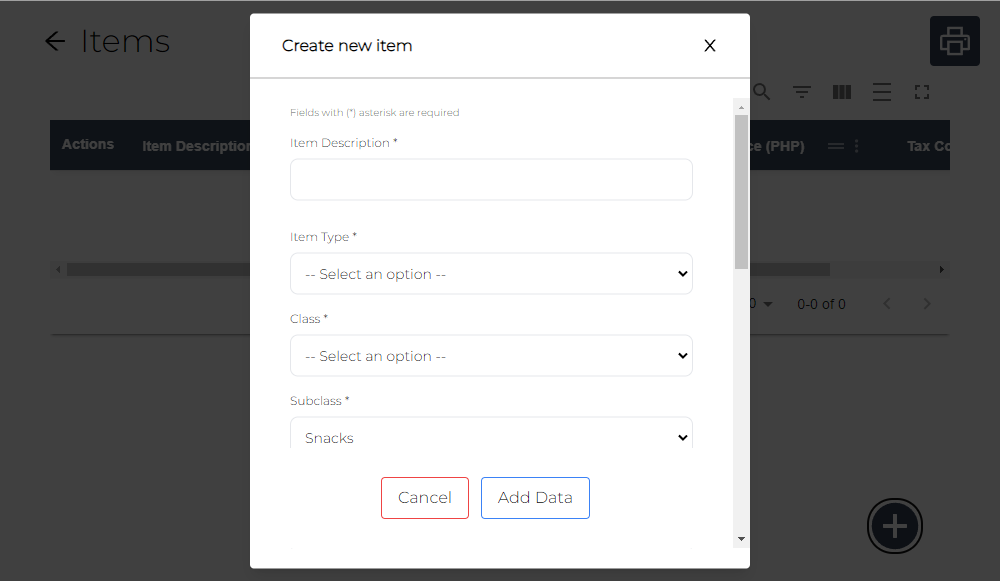 Items
Create new item
X
Actions
Item Description
ce (PHP)
Tax Co
Fields with (*) asterisk are required
Item Description *
Item Type *
-- Select an option --
Class *
-- Select an option --
Subclass *
Snacks
0
0-0 of 0
Cancel
Add Data